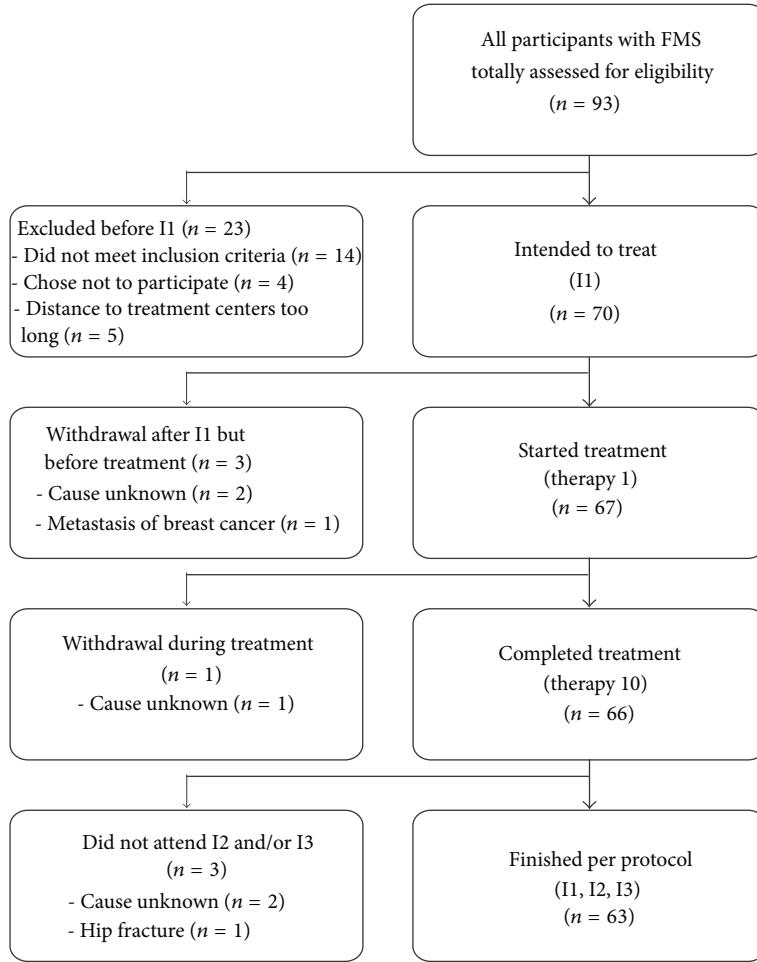 All participants with FMS
totally assessed for eligibility
(n = 93)
Excluded before I1 (n = 23)
- Did not meet inclusion criteria (n = 14)
- Chose not to participate (n = 4)
- Distance to treatment centers too
long (n = 5)
Intended to treat
(I1)
n = 70)
Withdrawal after I1 but
before treatment (n = 3)
- Cause unknown (n = 2)
- Metastasis of breast cancer (n = 1)
Started treatment
(therapy 1)
(n = 67)
Withdrawal during treatment
(n = 1)
- Cause unknown (n = 1)
Completed treatment
(therapy 10)
(n = 66)
Did not attend I2 and/or I3
(n = 3)
- Cause unknown (n = 2)
- Hip fracture (n = 1)
Finished per protocol
(I1, I2, I3)
(n = 63)